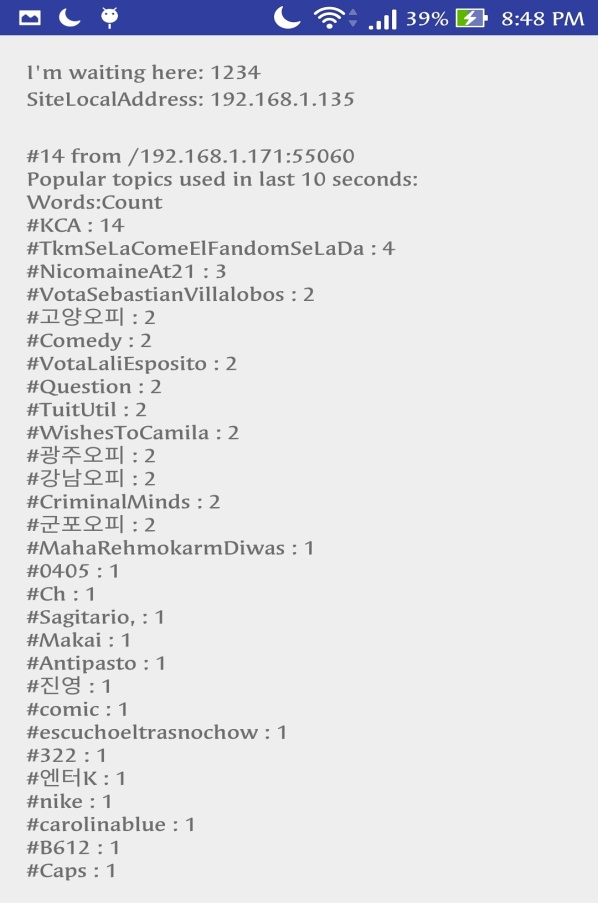 39% 8:48 PM
I'm waiting here: 1234
SiteLocalAddress: 192.168.1.135
#14 from /192.168.1.171:55060
Popular topics used in last 10 seconds:
Words:Count
#KCA : 14
#TkmSeLaComeElFandomSeLaDa : 4
#NicomaineAt21 : 3
#VotaSebastianVillalobos : 2
#고양오피 : 2
#Comedy : 2
#VotaLaliEsposito : 2
#Question : 2
#TuitUtil : 2
#WishesToCamila : 2
#광주오피 : 2
#강남오피 : 2
#CriminalMinds : 2
#군포오피 : 2
#MahaRehmokarmDiwas : 1
#0405 : 1
#Ch : 1
#Sagitario, : 1
#Makai : 1
#Antipasto : 1
#진영 : 1
#comic : 1
#escuchoeltrasnochow : 1
#322 : 1
#엔터K : 1
#nike : 1
#carolinablue : 1
#B612 : 1
#Caps : 1